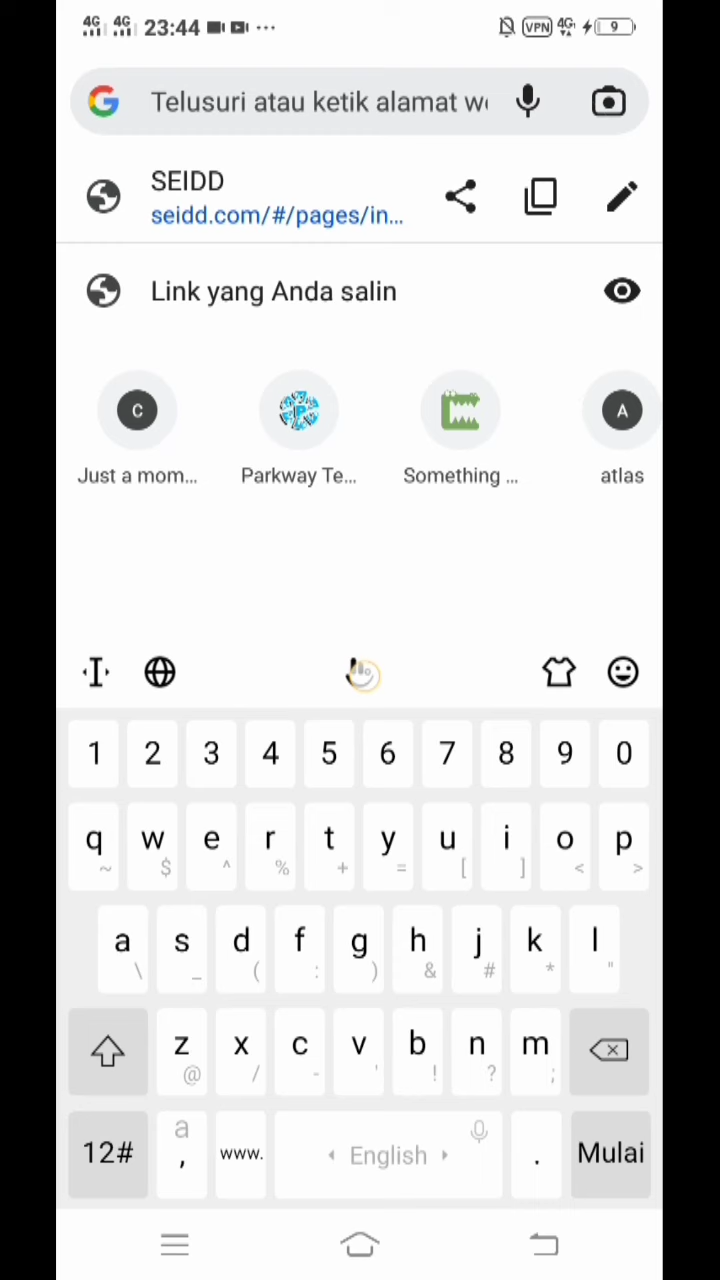 4G 4G 23:44 VPN 4G 9
Telusuri atau ketik alamat w
SEIDD
seidd.com/#/pages/in...
Link yang Anda salin
C P A
Just a mom... Parkway Te... Something ... atlas
1 2 3 4 5 6 7 8 9 0
q w e r t y u i o p
~ $ ^ % + = [ ] < >
a s d f g h j k l
\ _ ( : ) & # * "
z x c v b n m
@ / - ' ! ? ;
12# a , www. English . Mulai